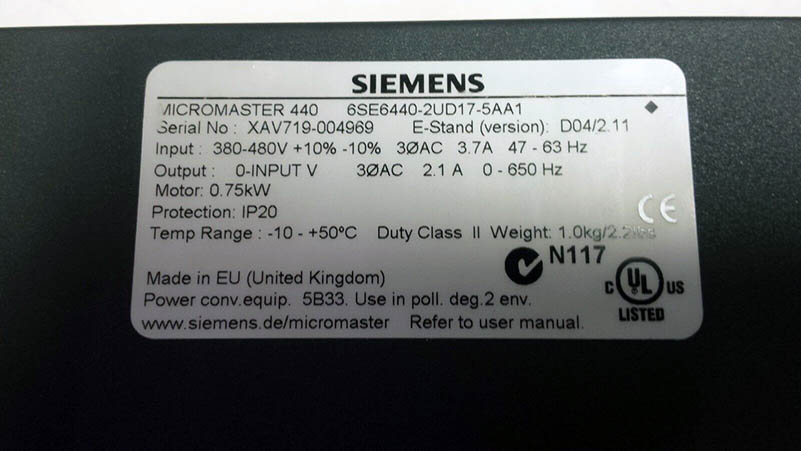 SIEMENS
MICROMASTER 440 6SE6440-2UD17-5AA1
Serial No : XAV719-004969 E-Stand (version): D04/2.11
Input : 380-480V +10% -10% 3ØAC 3.7A 47 - 63 Hz
Output : 0-INPUT V 3ØAC 2.1 A 0 - 650 Hz
Motor: 0.75kW
Protection: IP20
CE
Temp Range : -10 - +50ºC Duty Class II Weight: 1.0kg/2.2lbs
N117
Made in EU (United Kingdom)
C UL US
Power conv.equip. 5B33. Use in poll. deg.2 env.
LISTED
www.siemens.de/micromaster Refer to user manual.